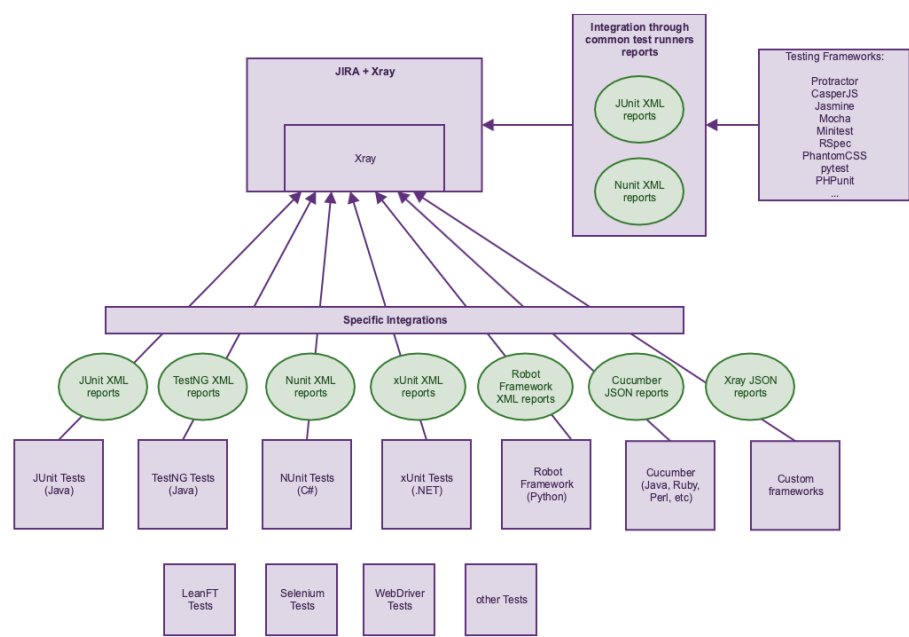 Integration through
common test runners
reports
JIRA + Xray
Testing Frameworks:
Protractor
CasperJS
Jasmine
Mocha
Minitest
RSpec
PhantomCSS
pytest
PHPunit
...
JUnit XML
reports
Xray
Nunit XML
reports
Specific Integrations
JUnit XML
reports
TestNG XML
reports
Nunit XML
reports
xUnit XML
reports
Robot
Framework
XML reports
Cucumber
JSON reports
Xray JSON
reports
JUnit Tests
(Java)
TestNG Tests
(Java)
NUnit Tests
(C#)
xUnit Tests
(.NET)
Robot
Framework
(Python)
Cucumber
(Java, Ruby,
Perl, etc)
Custom
frameworks
LeanFT
Tests
Selenium
Tests
WebDriver
Tests
other Tests